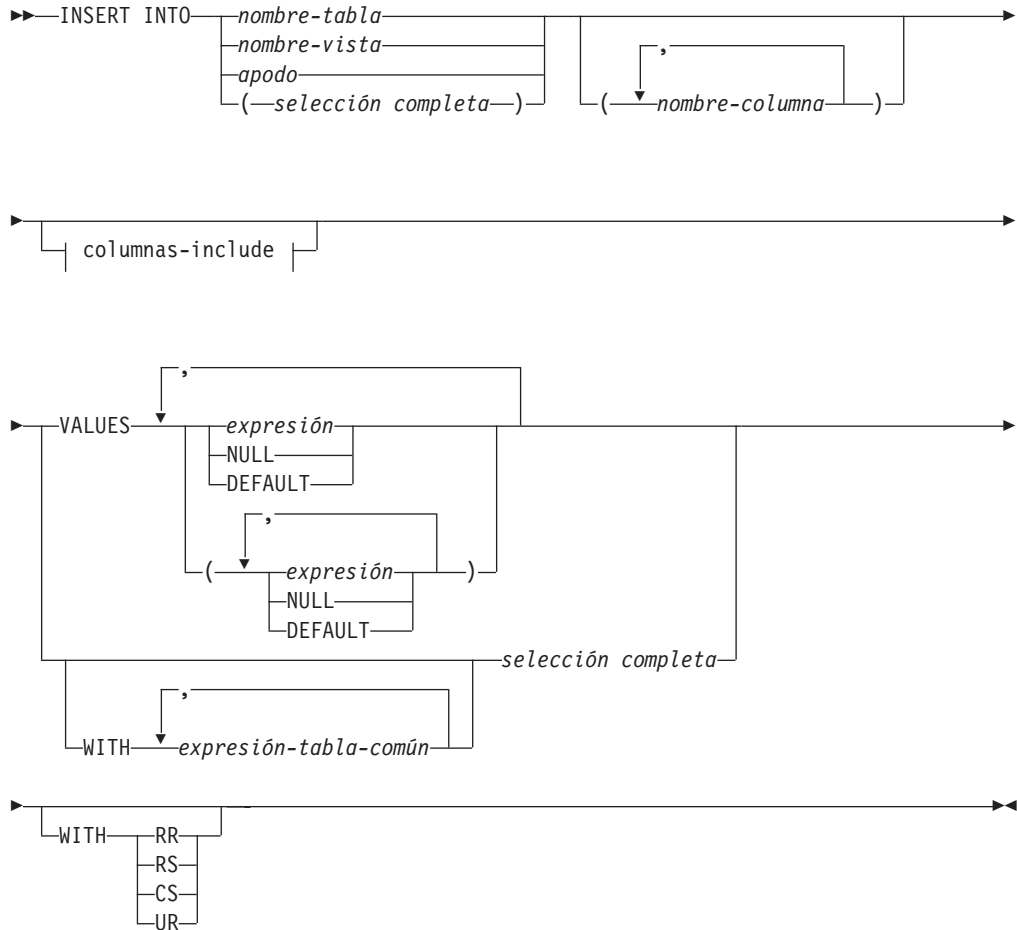 INSERT INTO nombre-tabla
nombre-vista ,
apodo
( selección completa ) ( nombre-columna )
columnas-include
,
VALUES expresión
NULL
DEFAULT
,
( expresión )
NULL
DEFAULT
selección completa
,
WITH expresión-tabla-común
WITH RR
RS
CS
UR